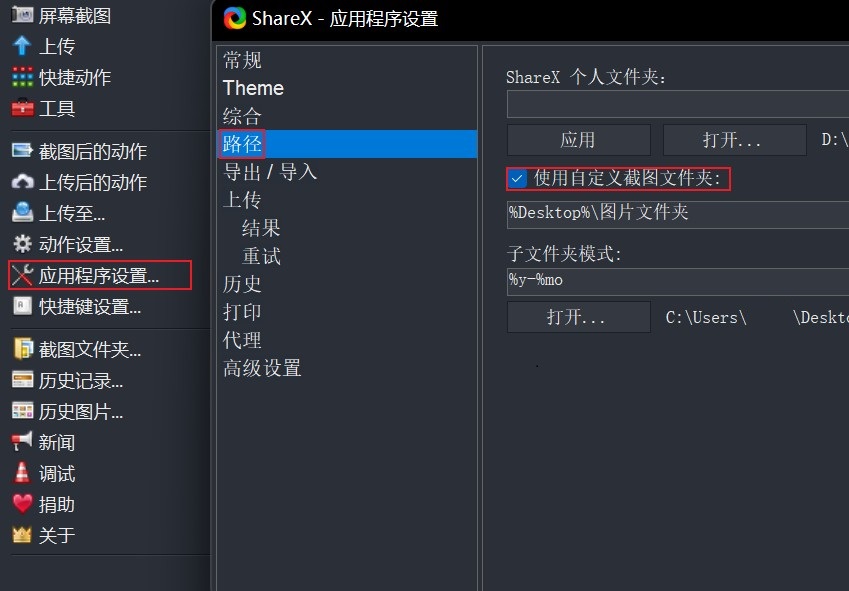 屏幕截图
上传
快捷动作
工具
截图后的动作
上传后的动作
上传至...
动作设置...
应用程序设置...
快捷键设置...
截图文件夹...
历史记录...
历史图片...
新闻
调试
捐助
关于
ShareX - 应用程序设置
常规
Theme
综合
路径
导出 / 导入
上传
结果
重试
历史
打印
代理
高级设置
ShareX 个人文件夹:
应用
打开...
D:\
使用自定义截图文件夹:
%Desktop%\图片文件夹
子文件夹模式:
%y-%mo
打开...
C:\Users\ \Deskto